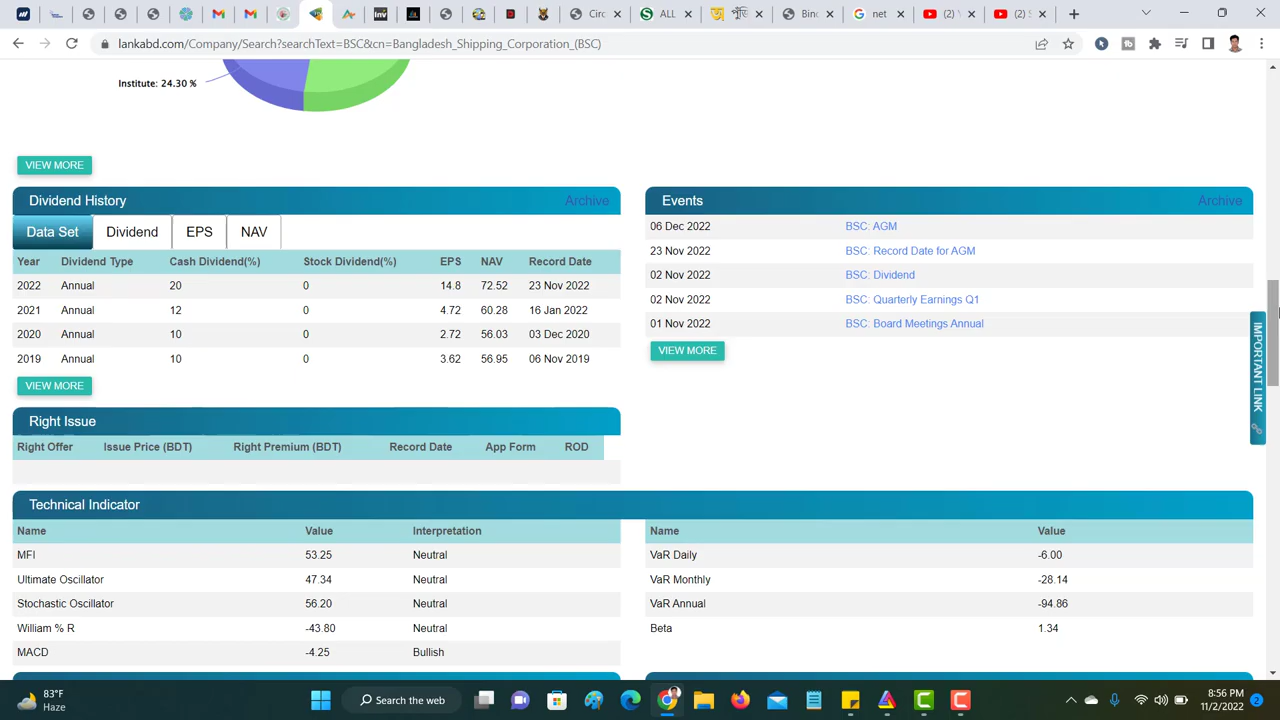 Circ
ALL
Bin
net
(2) Y
(2) S
lankabd.com/Company/Search?searchText=BSC&cn=Bangladesh_Shipping_Corporation_(BSC)
Institute: 24.30 %
VIEW MORE
Dividend History Archive
Data Set Dividend EPS NAV
Year Dividend Type Cash Dividend(%) Stock Dividend(%) EPS NAV Record Date
2022 Annual 20 0 14.8 72.52 23 Nov 2022
2021 Annual 12 0 4.72 60.28 16 Jan 2022
2020 Annual 10 0 2.72 56.03 03 Dec 2020
2019 Annual 10 0 3.62 56.95 06 Nov 2019
VIEW MORE
Events Archive
06 Dec 2022 BSC: AGM
23 Nov 2022 BSC: Record Date for AGM
02 Nov 2022 BSC: Dividend
02 Nov 2022 BSC: Quarterly Earnings Q1
01 Nov 2022 BSC: Board Meetings Annual
VIEW MORE
IMPORTANT LINK
Right Issue
Right Offer Issue Price (BDT) Right Premium (BDT) Record Date App Form ROD
Technical Indicator
Name Value Interpretation
MFI 53.25 Neutral
Ultimate Oscillator 47.34 Neutral
Stochastic Oscillator 56.20 Neutral
William % R -43.80 Neutral
MACD -4.25 Bullish
Name Value
VaR Daily -6.00
VaR Monthly -28.14
VaR Annual -94.86
Beta 1.34
83°F
Haze
Search the web
8:56 PM
11/2/2022
2